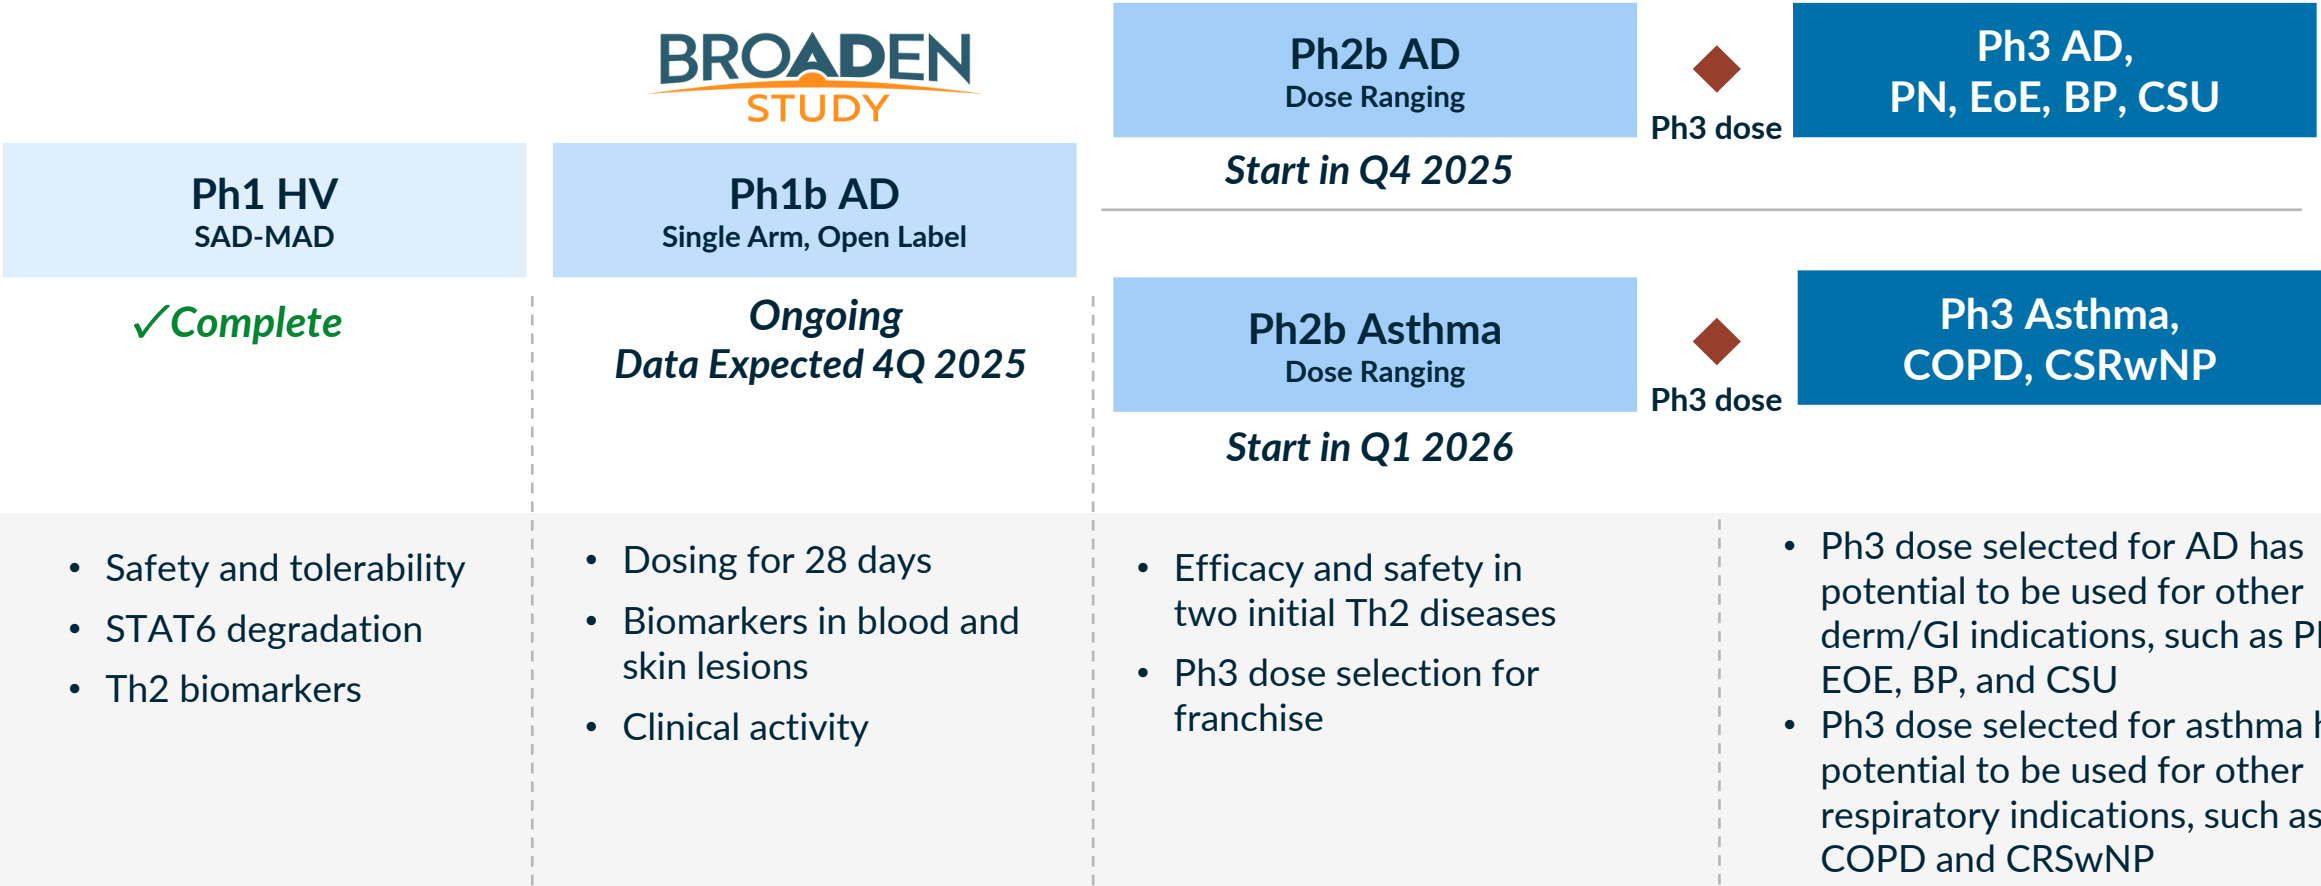 BROADEN
STUDY
Ph1 HV
SAD-MAD
✓Complete
Ph1b AD
Single Arm, Open Label
Ongoing
Data Expected 4Q 2025
Ph2b AD
Dose Ranging
Start in Q4 2025
Ph3 dose
Ph3 AD,
PN, EoE, BP, CSU
Ph2b Asthma
Dose Ranging
Start in Q1 2026
Ph3 dose
Ph3 Asthma,
COPD, CSRwNP
• Safety and tolerability
• STAT6 degradation
• Th2 biomarkers
• Dosing for 28 days
• Biomarkers in blood and
skin lesions
• Clinical activity
• Efficacy and safety in
two initial Th2 diseases
• Ph3 dose selection for
franchise
• Ph3 dose selected for AD has
potential to be used for other
derm/GI indications, such as
EOE, BP, and CSU
• Ph3 dose selected for asthma
potential to be used for other
respiratory indications, such as
COPD and CRSwNP